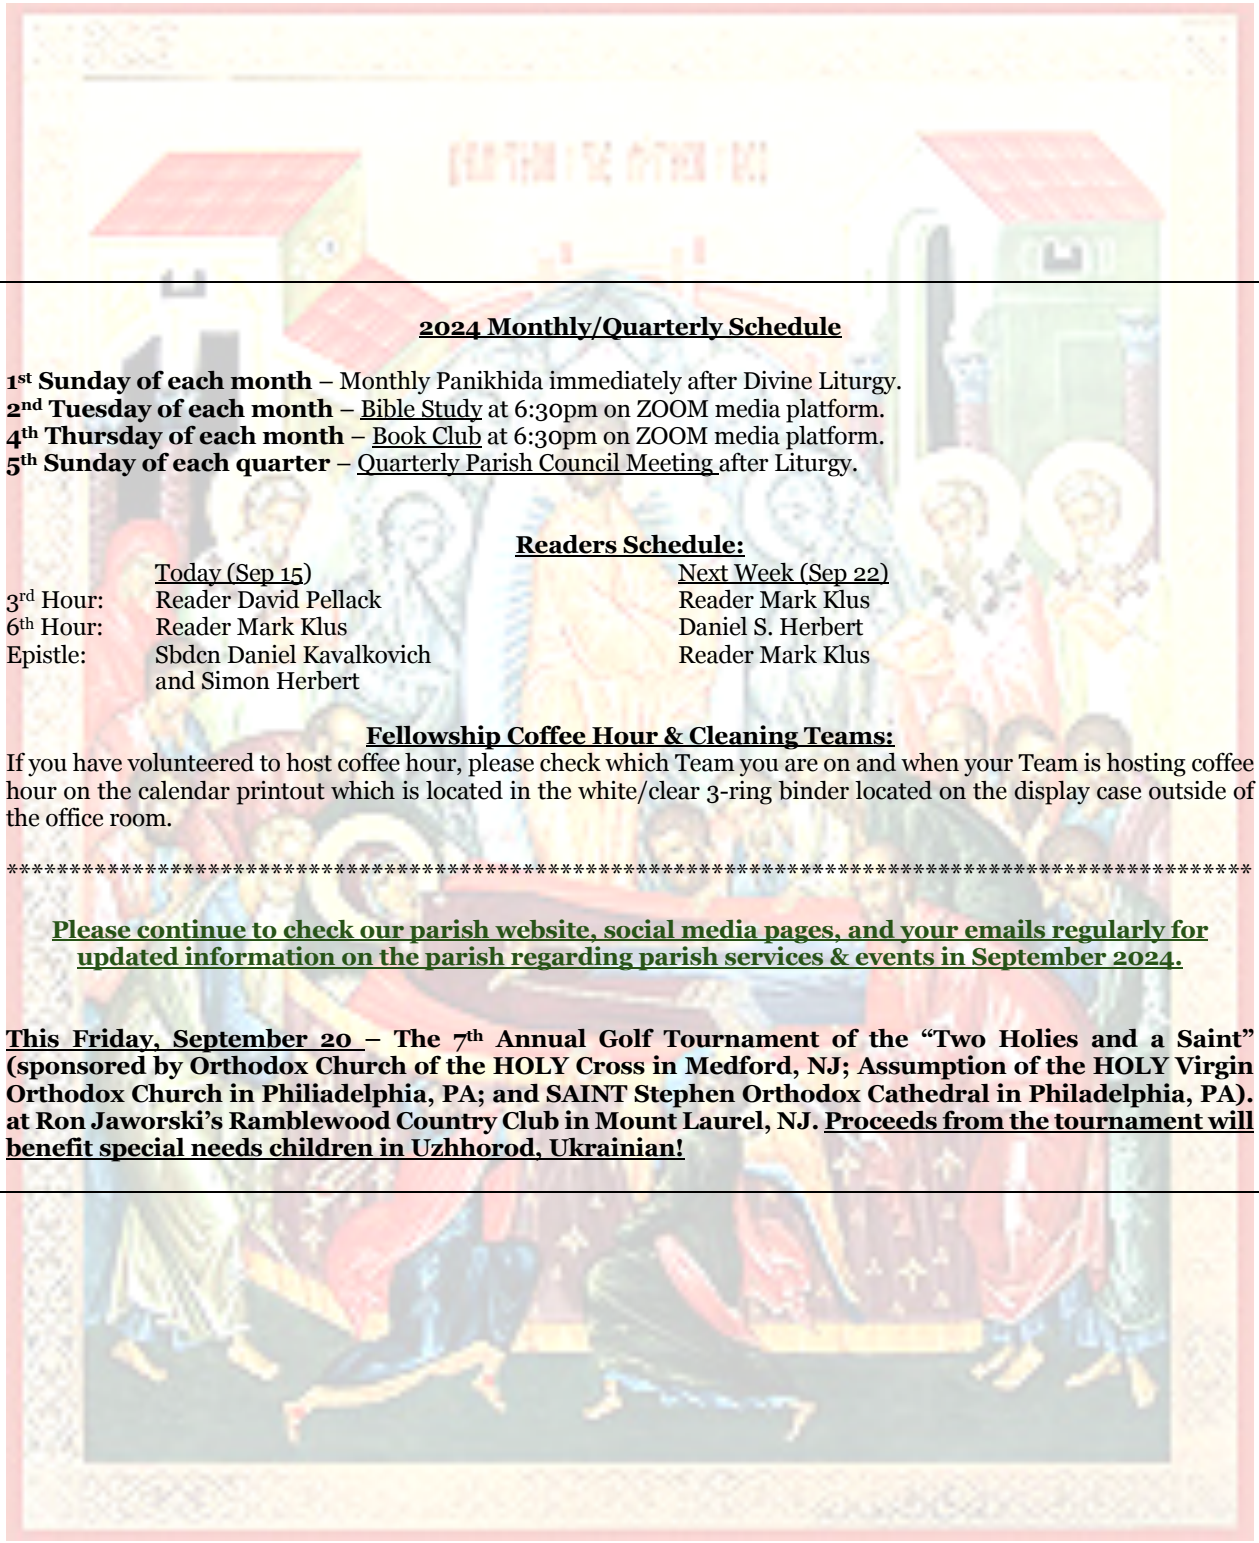 2024 Monthly/Quarterly Schedule
1st Sunday of each month – Monthly Panikhida immediately after Divine Liturgy.
2nd Tuesday of each month – Bible Study at 6:30pm on ZOOM media platform.
4th Thursday of each month – Book Club at 6:30pm on ZOOM media platform.
5th Sunday of each quarter – Quarterly Parish Council Meeting after Liturgy.
Readers Schedule:
Today (Sep 15) Next Week (Sep 22)
3rd Hour: Reader David Pellack Reader Mark Klus
6th Hour: Reader Mark Klus Daniel S. Herbert
Epistle: Sbdcn Daniel Kavalkovich Reader Mark Klus
and Simon Herbert
Fellowship Coffee Hour & Cleaning Teams:
If you have volunteered to host coffee hour, please check which Team you are on and when your Team is hosting coffee
hour on the calendar printout which is located in the white/clear 3-ring binder located on the display case outside of
the office room.
****************************************************************************************************
Please continue to check our parish website, social media pages, and your emails regularly for
updated information on the parish regarding parish services & events in September 2024.
This Friday, September 20 – The 7th Annual Golf Tournament of the “Two Holies and a Saint”
(sponsored by Orthodox Church of the HOLY Cross in Medford, NJ; Assumption of the HOLY Virgin
Orthodox Church in Philiadelphia, PA; and SAINT Stephen Orthodox Cathedral in Philadelphia, PA).
at Ron Jaworski’s Ramblewood Country Club in Mount Laurel, NJ. Proceeds from the tournament will
benefit special needs children in Uzhhorod, Ukrainian!